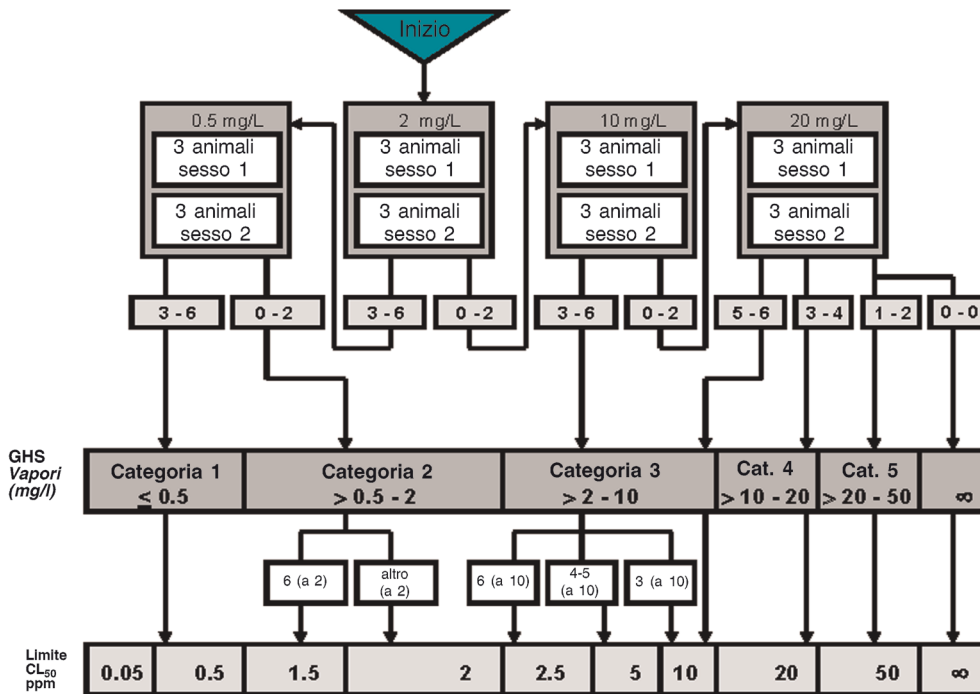 Inizio
0.5 mg/L
2 mg/L
10 mg/L
20 mg/L
3 animali
sesso 1
3 animali
sesso 1
3 animali
sesso 1
3 animali
sesso 1
3 animali
sesso 2
3 animali
sesso 2
3 animali
sesso 2
3 animali
sesso 2
3 - 6
0 - 2
3 - 6
0 - 2
3 - 6
0 - 2
5 - 6
3 - 4
1 - 2
0 - 0
GHS
Vapori
(mg/l)
Categoria 1
≤ 0.5
Categoria 2
> 0.5 - 2
Categoria 3
> 2 - 10
Cat. 4
> 10 - 20
Cat. 5
> 20 - 50
∞
6 (a 2)
altro
(a 2)
6 (a 10)
4-5
(a 10)
3 (a 10)
Limite
CL50
ppm
0.05
0.5
1.5
2
2.5
5
10
20
50
∞